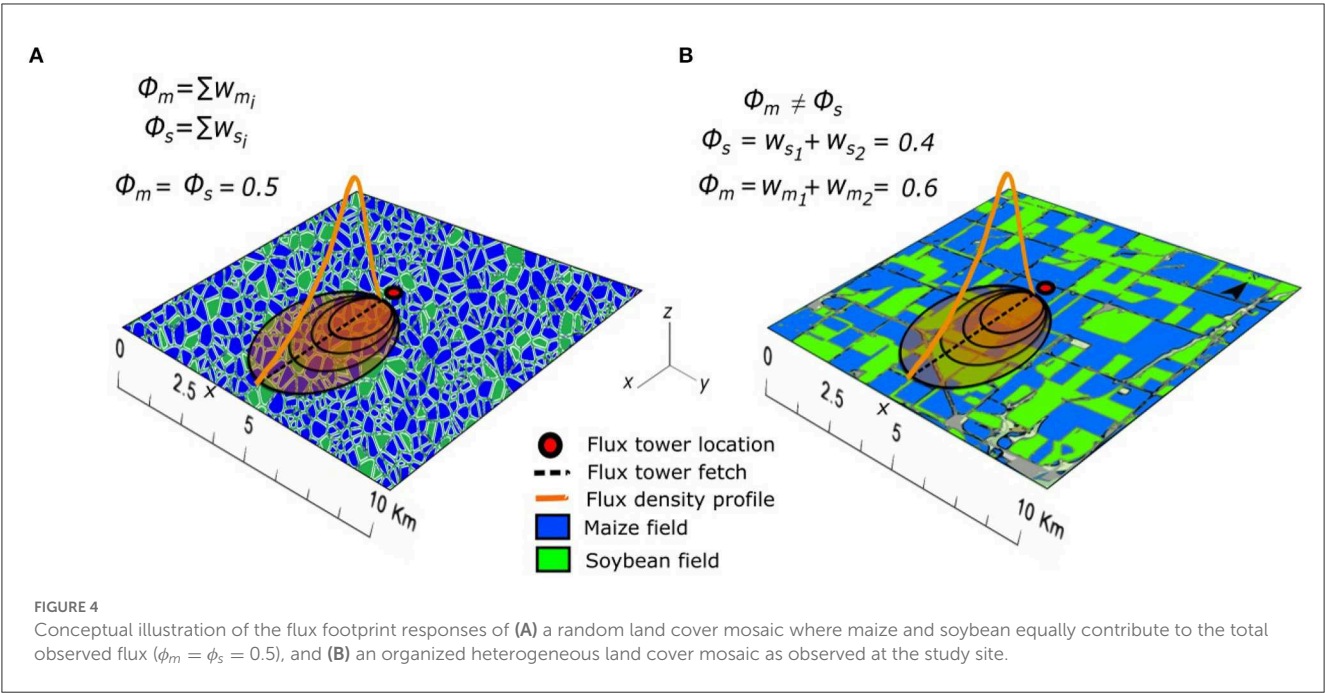 A
Φm = ∑wmi
Φs = ∑wsi
Φm = Φs = 0.5
0
2.5
x
5
10 Km
B
Φm ≠ Φs
Φs = ws1 + ws2 = 0.4
Φm = wm1 + wm2 = 0.6
0
2.5
x
5
10 Km
z
x
y
Flux tower location
Flux tower fetch
Flux density profile
Maize field
Soybean field
FIGURE 4
Conceptual illustration of the flux footprint responses of (A) a random land cover mosaic where maize and soybean equally contribute to the total
observed flux (ϕm = ϕs = 0.5), and (B) an organized heterogeneous land cover mosaic as observed at the study site.